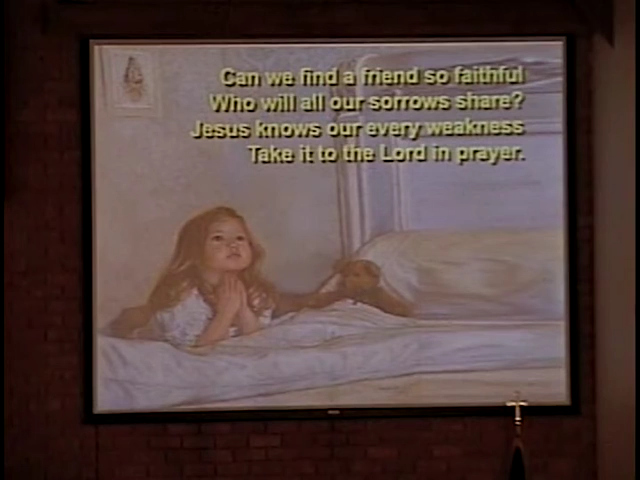 Can we find a friend so faithful
Who will all our sorrows share?
Jesus knows our every weakness
Take it to the Lord in prayer.